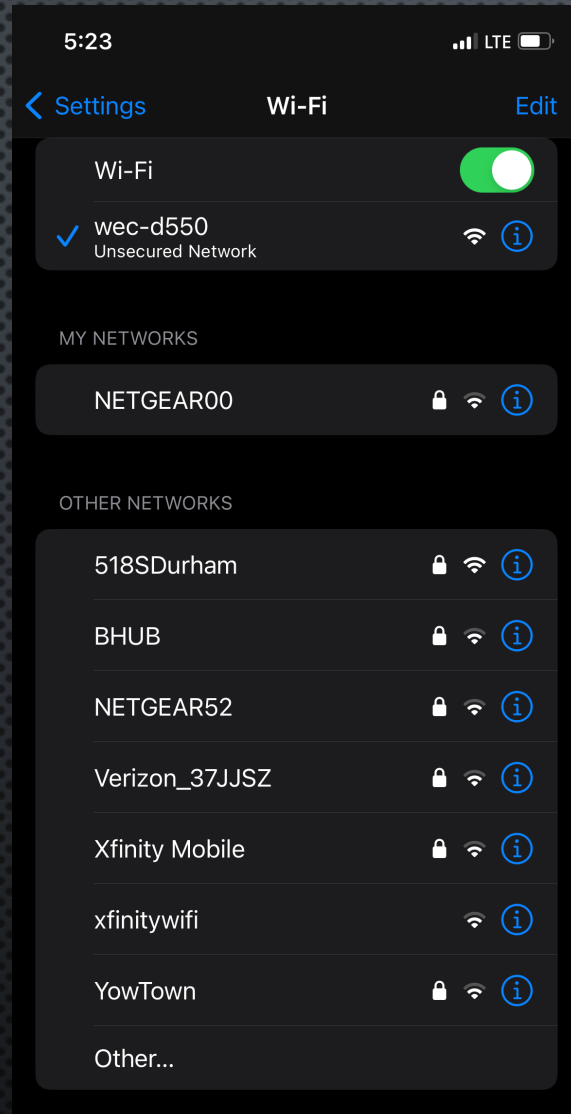 5:23 LTE
Settings Wi-Fi Edit
Wi-Fi
wec-d550
Unsecured Network
MY NETWORKS
NETGEAR00
OTHER NETWORKS
518SDurham
BHUB
NETGEAR52
Verizon_37JJSZ
Xfinity Mobile
xfinitywifi
YowTown
Other...